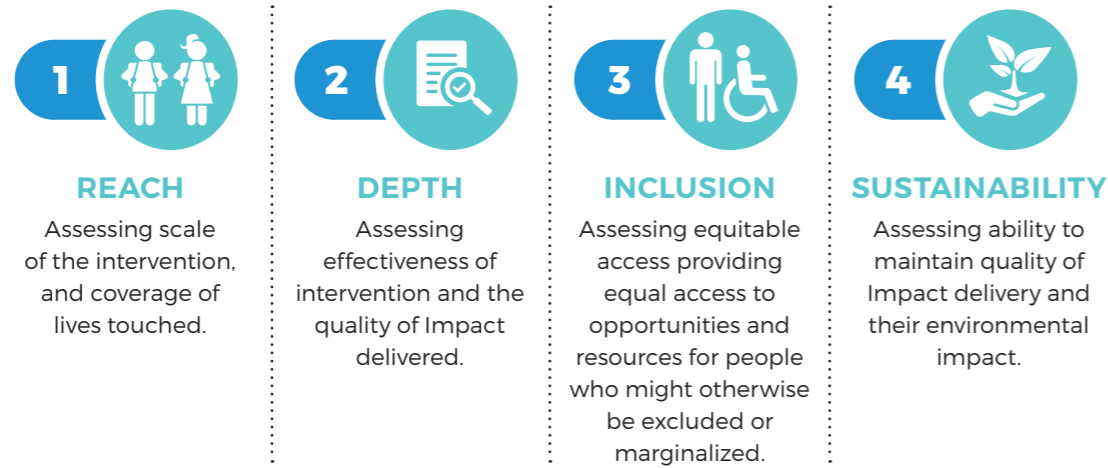 1
REACH
Assessing scale
of the intervention,
and coverage of
lives touched.
2
DEPTH
Assessing
effectiveness of
intervention and the
quality of Impact
delivered.
3
INCLUSION
Assessing equitable
access providing
equal access to
opportunities and
resources for people
who might otherwise
be excluded or
marginalized.
4
SUSTAINABILITY
Assessing ability to
maintain quality of
Impact delivery and
their environmental
impact.